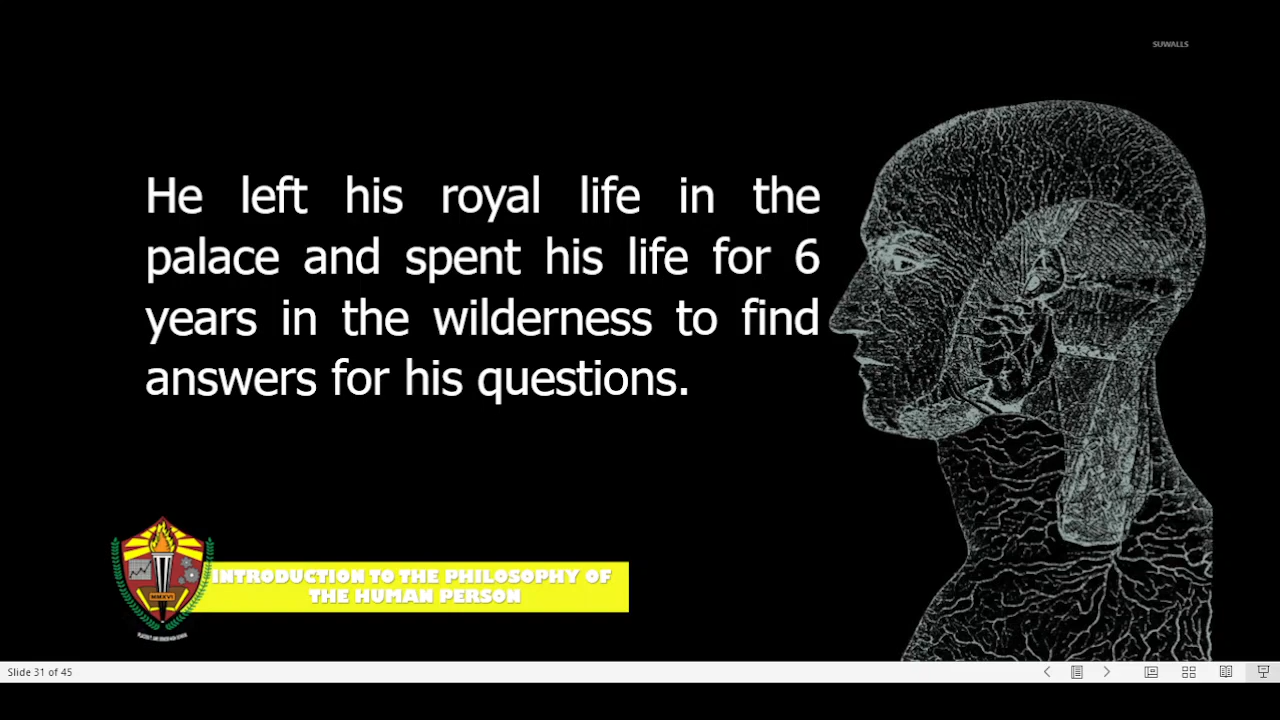 SUWALLS
He left his royal life in the
palace and spent his life for 6
years in the wilderness to find
answers for his questions.
MMXVI
INTRODUCTION TO THE PHILOSOPHY OF
THE HUMAN PERSON
Slide 31 of 45